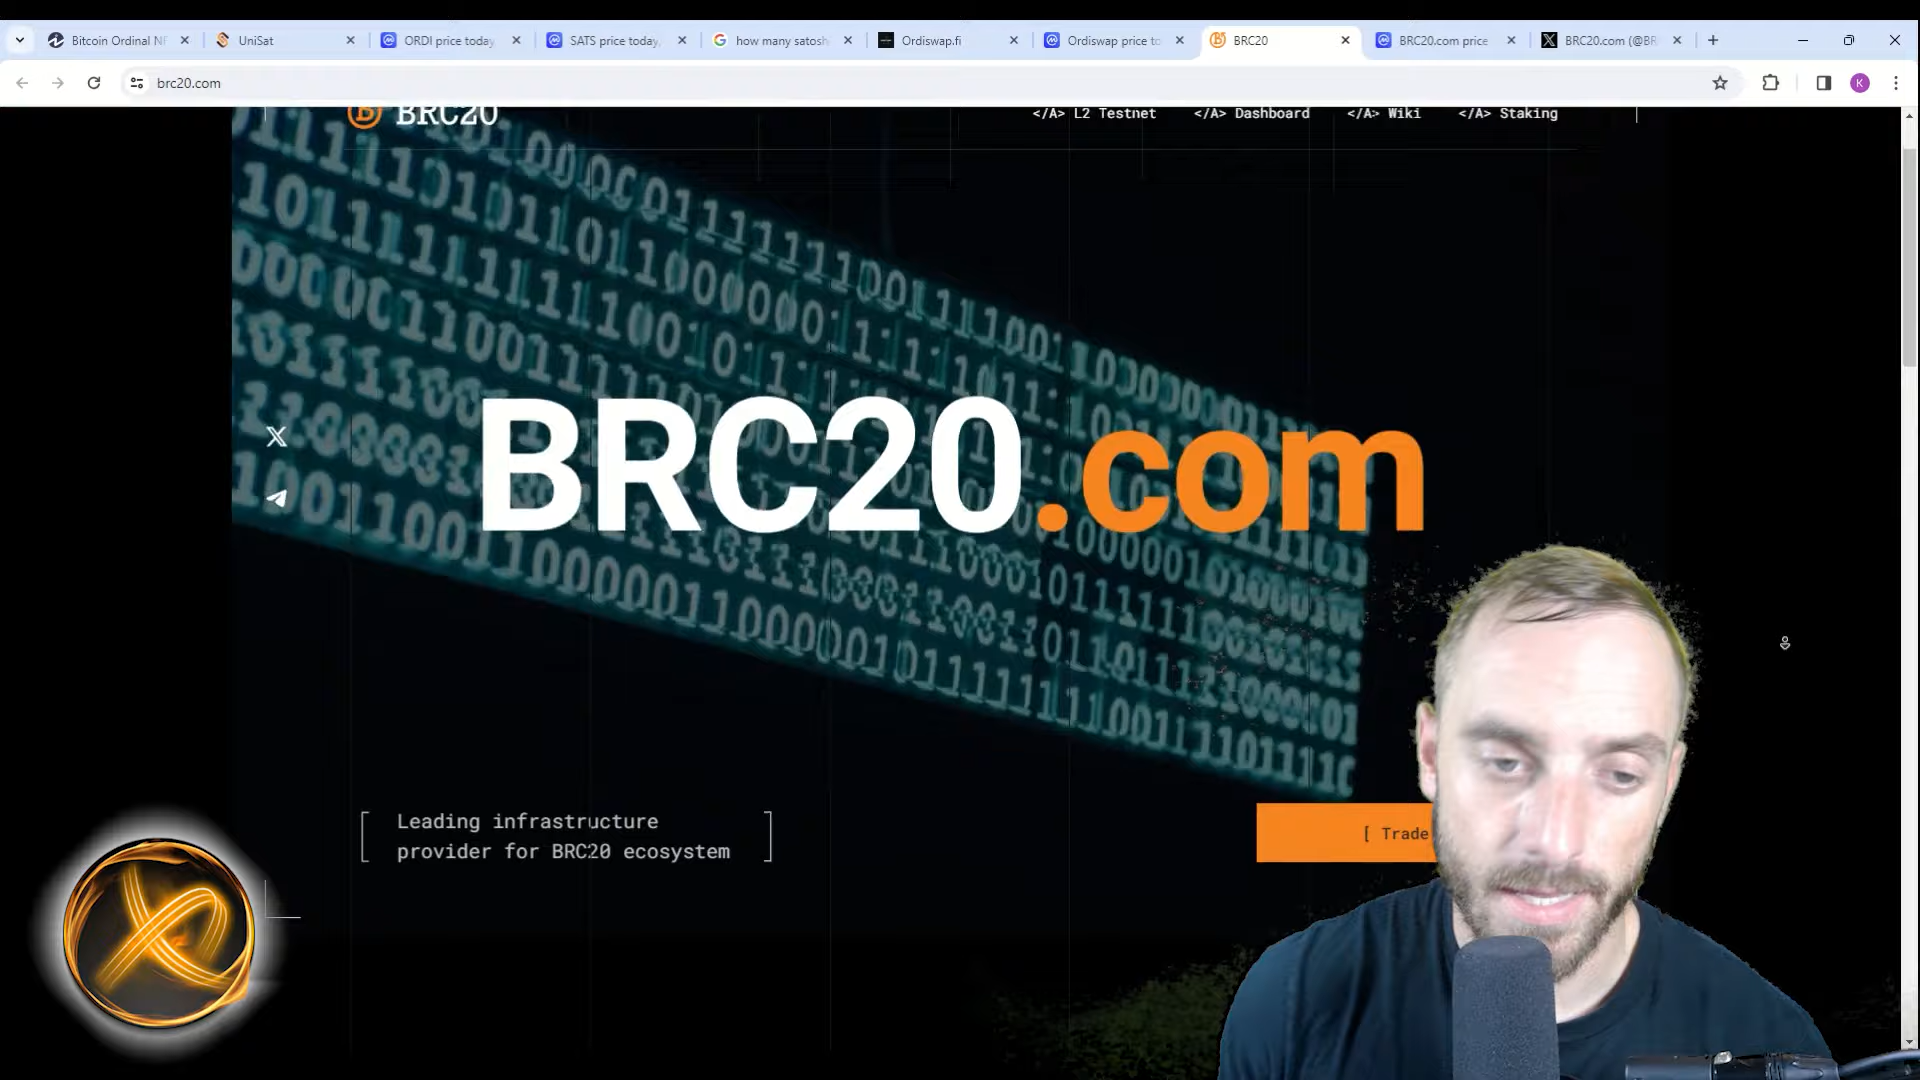 Bitcoin Ordinal NF
UniSat
ORDI price today
SATS price today,
how many satosh
Ordiswap.fi
Ordiswap price to
BRC20
BRC20.com price
BRC20.com (@BR
brc20.com
K
BRC20
</A> L2 Testnet
</A> Dashboard
</A> Wiki
</A> Staking
BRC20.com
[ Leading infrastructure
provider for BRC20 ecosystem ]
[ Trade